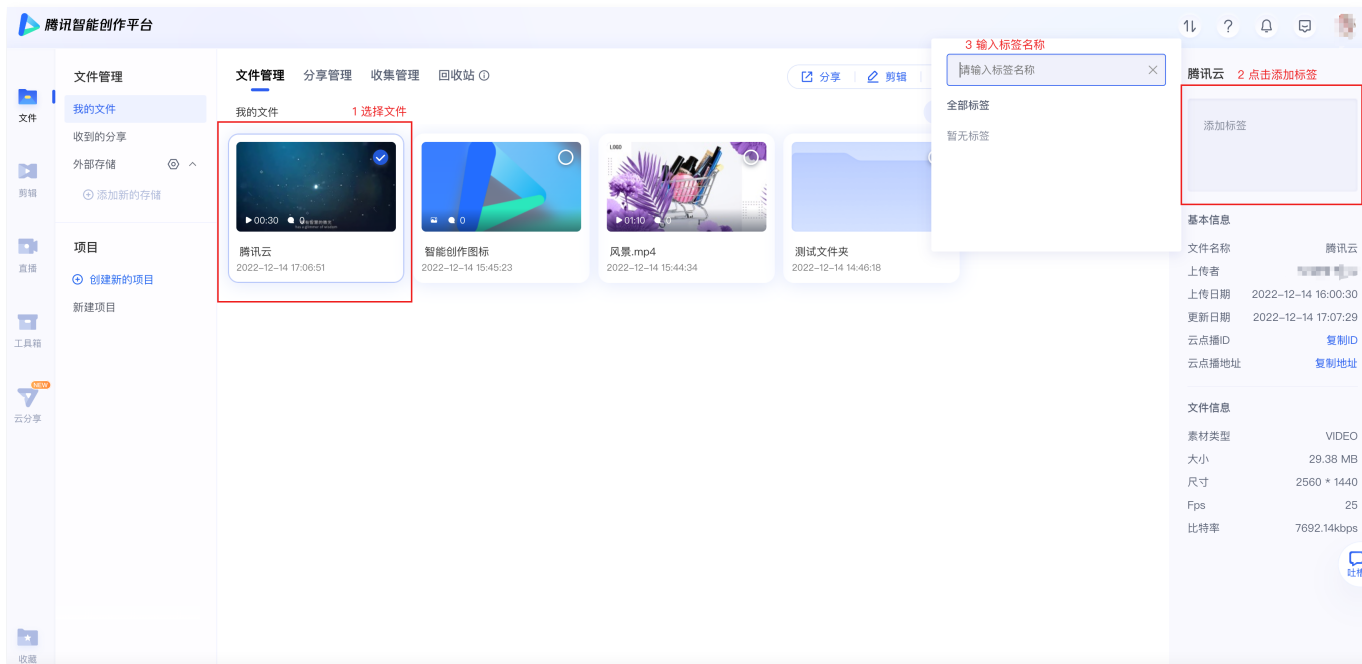 腾讯智能创作平台
文件
剪辑
直播
工具箱
NEW
云分享
收藏
文件管理
我的文件
收到的分享
外部存储
添加新的存储
项目
创建新的项目
新建项目
文件管理 分享管理 收集管理 回收站
分享 剪辑
我的文件 1 选择文件
00:30 0
腾讯云
2022-12-14 17:06:51
0
智能创作图标
2022-12-14 15:45:23
LOGO
01:10 0
风景.mp4
2022-12-14 15:44:34
测试文件夹
2022-12-14 14:46:18
3 输入标签名称
请输入标签名称
全部标签
暂无标签
腾讯云 2 点击添加标签
添加标签
基本信息
文件名称 腾讯云
上传者
上传日期 2022-12-14 16:00:30
更新日期 2022-12-14 17:07:29
云点播ID 复制ID
云点播地址 复制地址
文件信息
素材类型 VIDEO
大小 29.38 MB
尺寸 2560 * 1440
Fps 25
比特率 7692.14kbps
吐槽